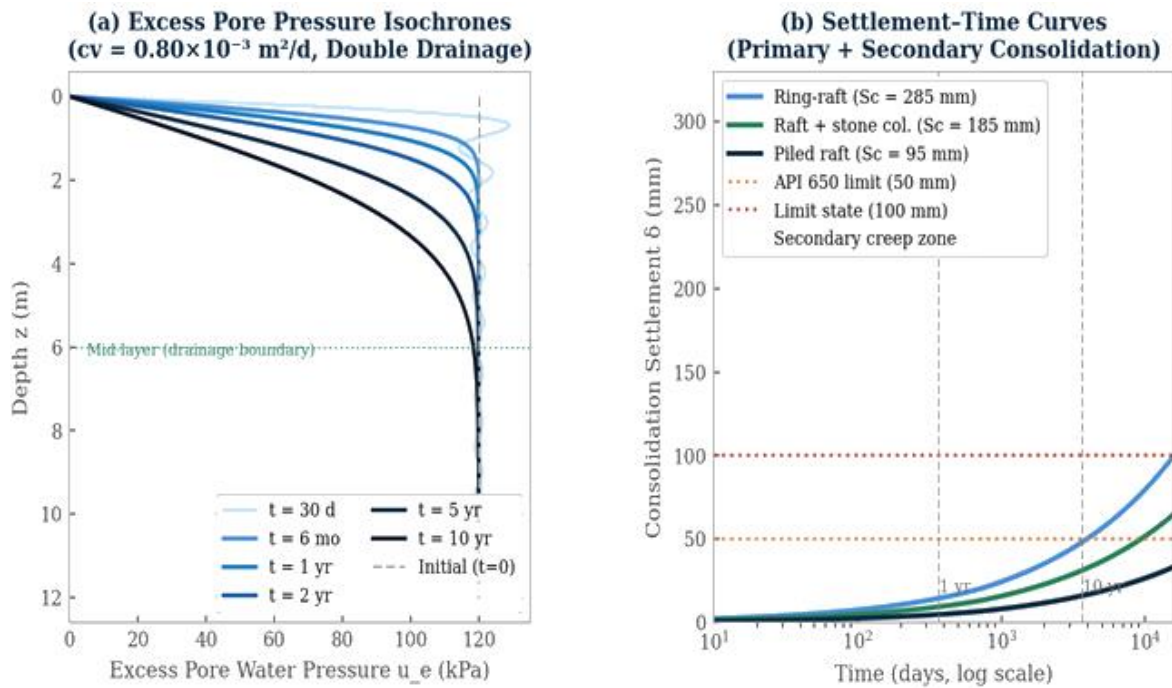 (a) Excess Pore Pressure Isochrones
(cv = 0.80×10⁻³ m²/d, Double Drainage)
0
2
4
6
8
10
12
Depth z (m)
Mid-layer (drainage boundary)
t = 30 d
t = 6 mo
t = 1 yr
t = 2 yr
t = 5 yr
t = 10 yr
Initial (t=0)
0
20
40
60
80
100
120
Excess Pore Water Pressure u_e (kPa)
(b) Settlement–Time Curves
(Primary + Secondary Consolidation)
300
250
200
150
100
50
0
Consolidation Settlement δ (mm)
Ring-raft (Sc = 285 mm)
Raft + stone col. (Sc = 185 mm)
Piled raft (Sc = 95 mm)
API 650 limit (50 mm)
Limit state (100 mm)
Secondary creep zone
1 yr
10 yr
10¹
10²
10³
10⁴
Time (days, log scale)